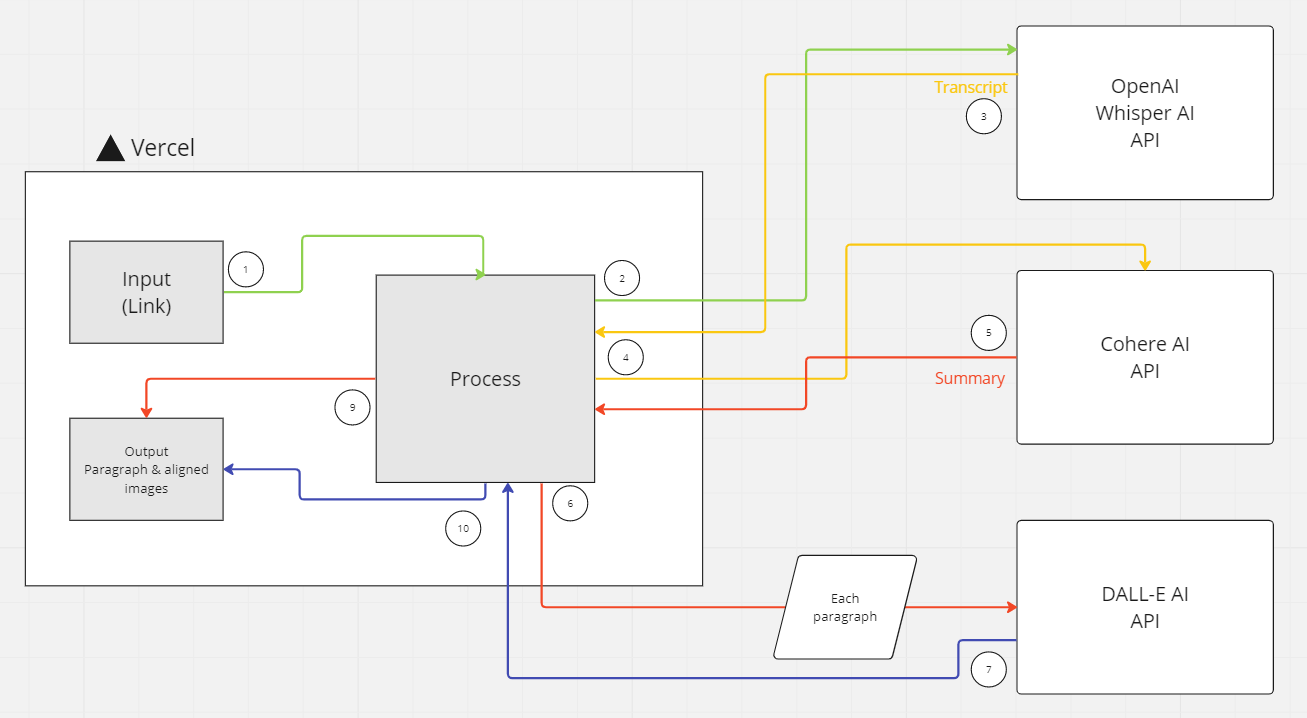 OpenAI
Whisper AI
API
Transcript
3
Vercel
Input
(Link)
1
2
Process
4
5
Cohere AI
API
Summary
9
Output
Paragraph & aligned
images
6
10
Each
paragraph
DALL-E AI
API
7